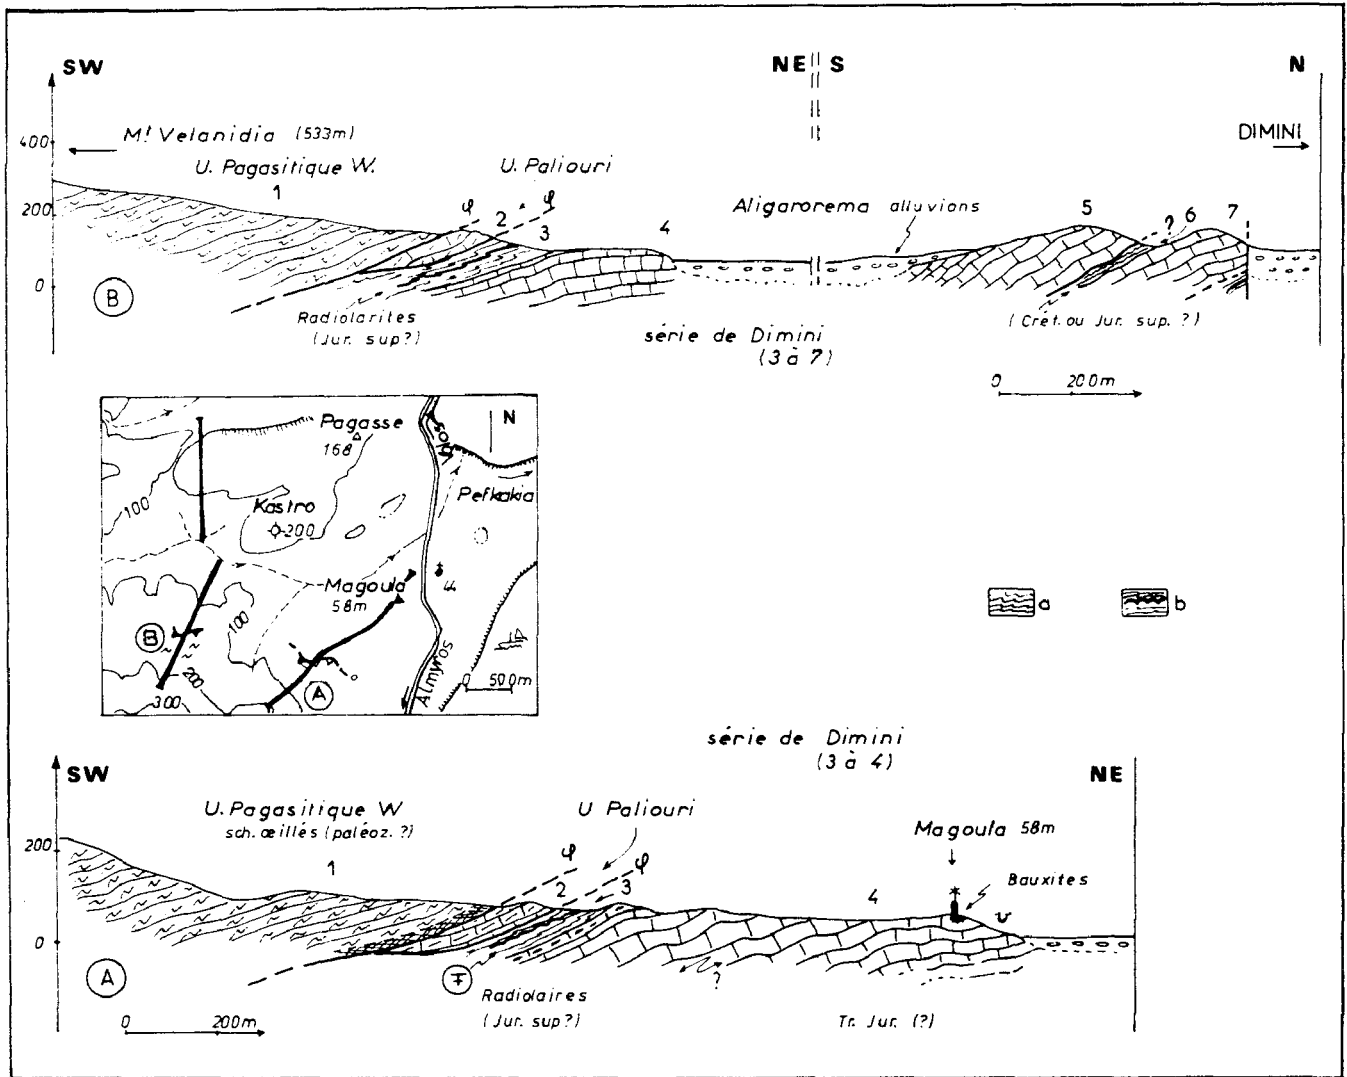 SW
NE S
N
400
Mt Velanidia (533m)
DIMINI
U. Pagasitique W.
U. Paliouri
1
200
φ
2
φ
3
4
Aligarorema alluvions
5
?
6
7
0
B
Radiolarites
(Jur. sup?)
série de Dimini
(3 à 7)
(Crét. ou Jur. sup. ?)
0 200m
N
Pagasse
168
Volos
Pefkakia
100
Kastro
200
Magoula
58m
B
100
200
300
A
Almyros
0 500m
a
b
série de Dimini
(3 à 4)
SW
NE
U. Pagasitique W
sch. œillés (paléoz. ?)
U Paliouri
Magoula 58m
200
1
φ
2
φ
3
4
Bauxites
0
A
F
Radiolaires
(Jur. sup?)
?
Tr. Jur. (?)
0 200m